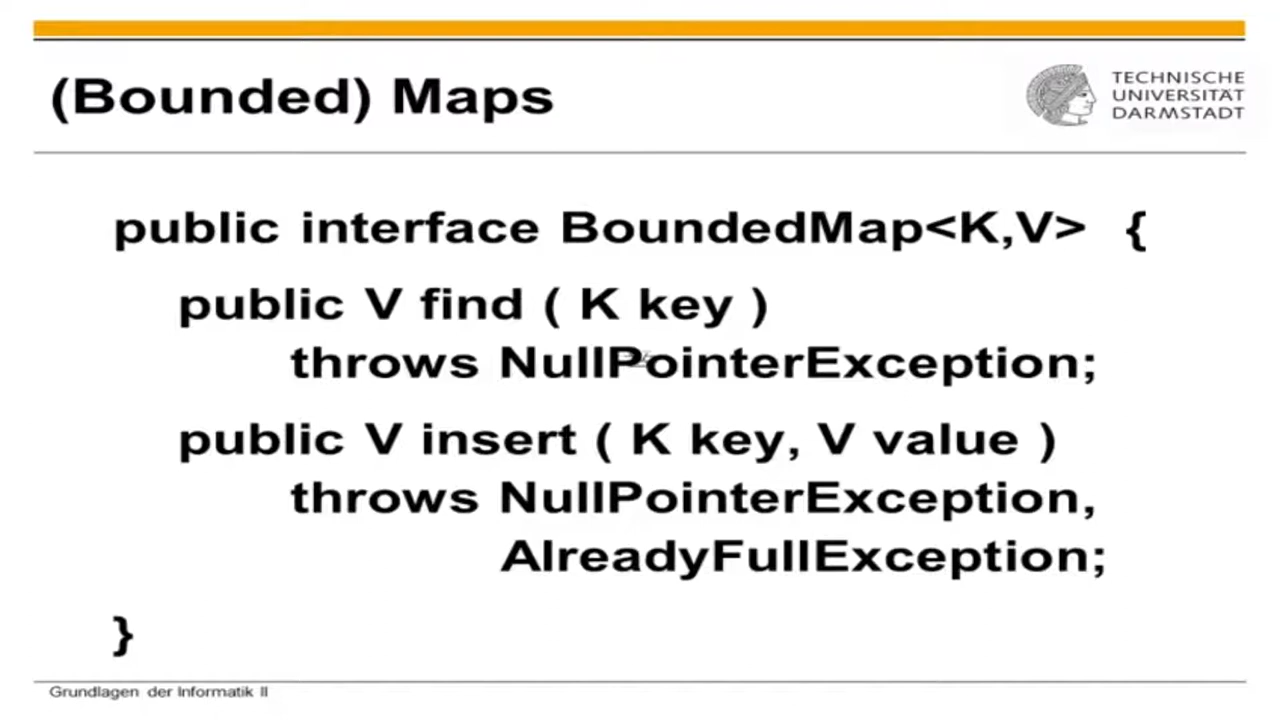 (Bounded) Maps
TECHNISCHE
UNIVERSITÄT
DARMSTADT
public interface BoundedMap<K,V> {
public V find ( K key )
throws NullPointerException;
public V insert ( K key, V value )
throws NullPointerException,
AlreadyFullException;
}
Grundlagen der Informatik II